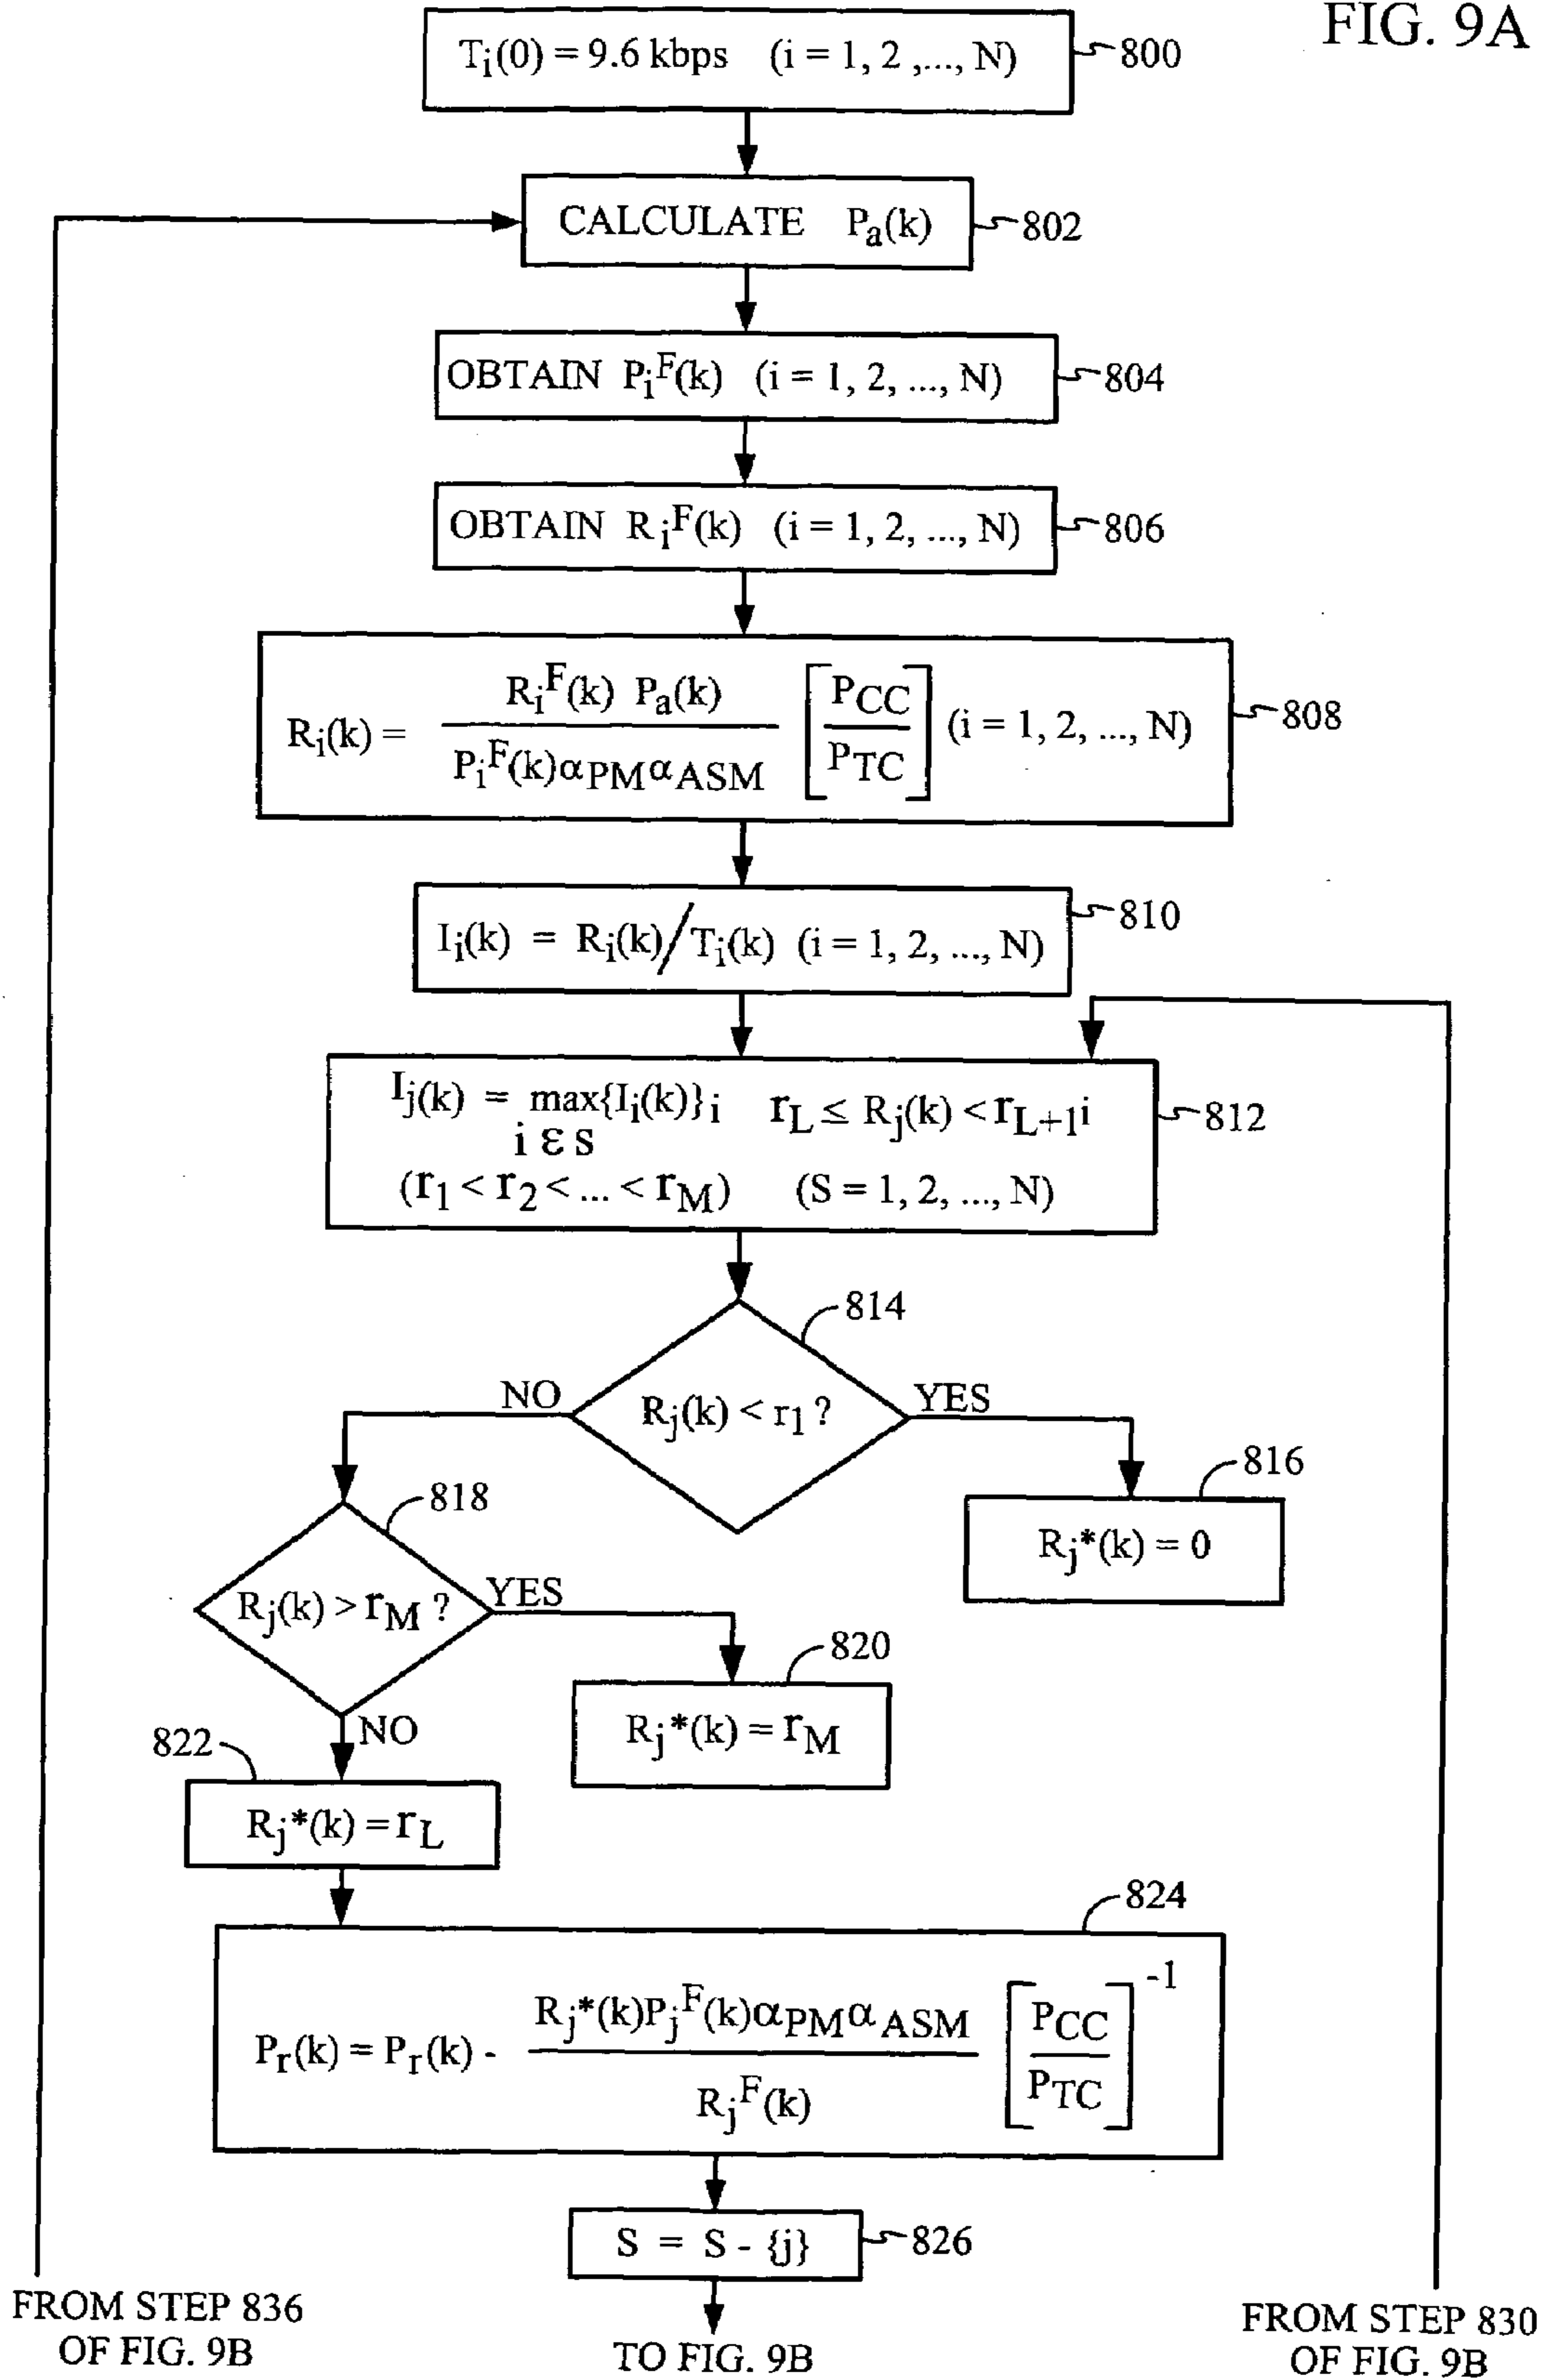 FIG. 9A
Tᵢ(0) = 9.6 kbps (i = 1, 2 ,..., N)
800
CALCULATE Pₐ(k)
802
OBTAIN Pᵢᶠ(k) (i = 1, 2, ..., N)
804
OBTAIN Rᵢᶠ(k) (i = 1, 2, ..., N)
806
Rᵢ(k) = RᵢF(k) Pₐ(k) / PᵢF(k)αPMαASM [PCC / PTC] (i = 1, 2, ..., N)
808
Iᵢ(k) = Rᵢ(k)/Tᵢ(k) (i = 1, 2, ..., N)
810
Iⱼ(k) = max{Iᵢ(k)}ᵢ rL ≤ Rⱼ(k) < rL+1ⁱ
i ε s
(r₁ < r₂ < ... < rM) (S = 1, 2, ..., N)
812
814
Rⱼ(k) < r₁ ?
NO
YES
816
Rⱼ*(k) = 0
818
Rⱼ(k) > rM ?
YES
820
Rⱼ*(k) = rM
NO
822
Rⱼ*(k) = rL
824
Pᵣ(k) = Pᵣ(k) - Rⱼ*(k)PⱼF(k)αPMαASM / RⱼF(k) [PCC / PTC]⁻¹
S = S - {j}
826
FROM STEP 836
OF FIG. 9B
TO FIG. 9B
FROM STEP 830
OF FIG. 9B